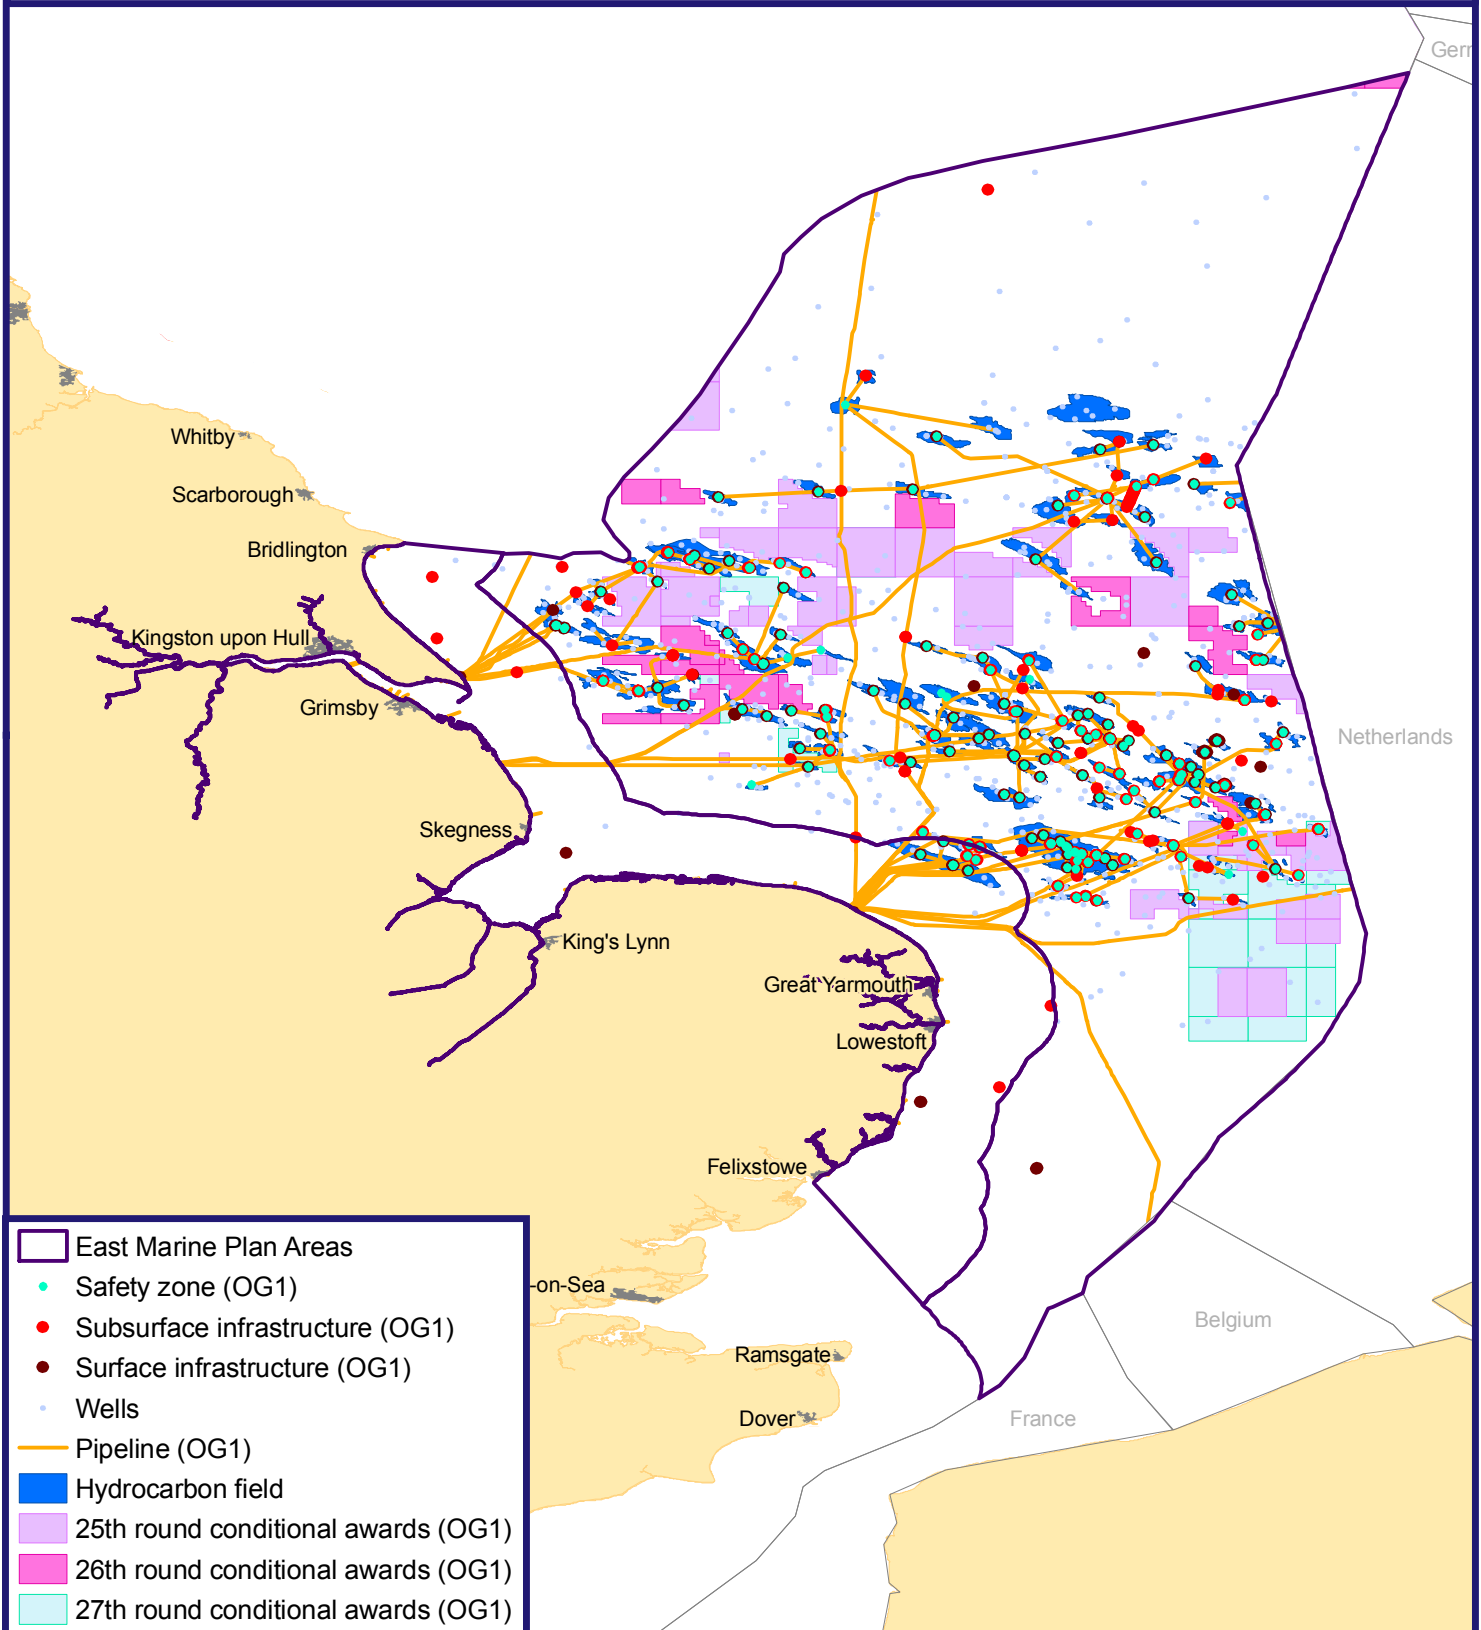 Gerr
Whitby
Scarborough
Bridlington
Kingston upon Hull
Grimsby
Netherlands
Skegness
King's Lynn
Great Yarmouth
Lowestoft
Felixstowe
-on-Sea
Belgium
Ramsgate
Dover
France
East Marine Plan Areas
Safety zone (OG1)
Subsurface infrastructure (OG1)
Surface infrastructure (OG1)
Wells
Pipeline (OG1)
Hydrocarbon field
25th round conditional awards (OG1)
26th round conditional awards (OG1)
27th round conditional awards (OG1)